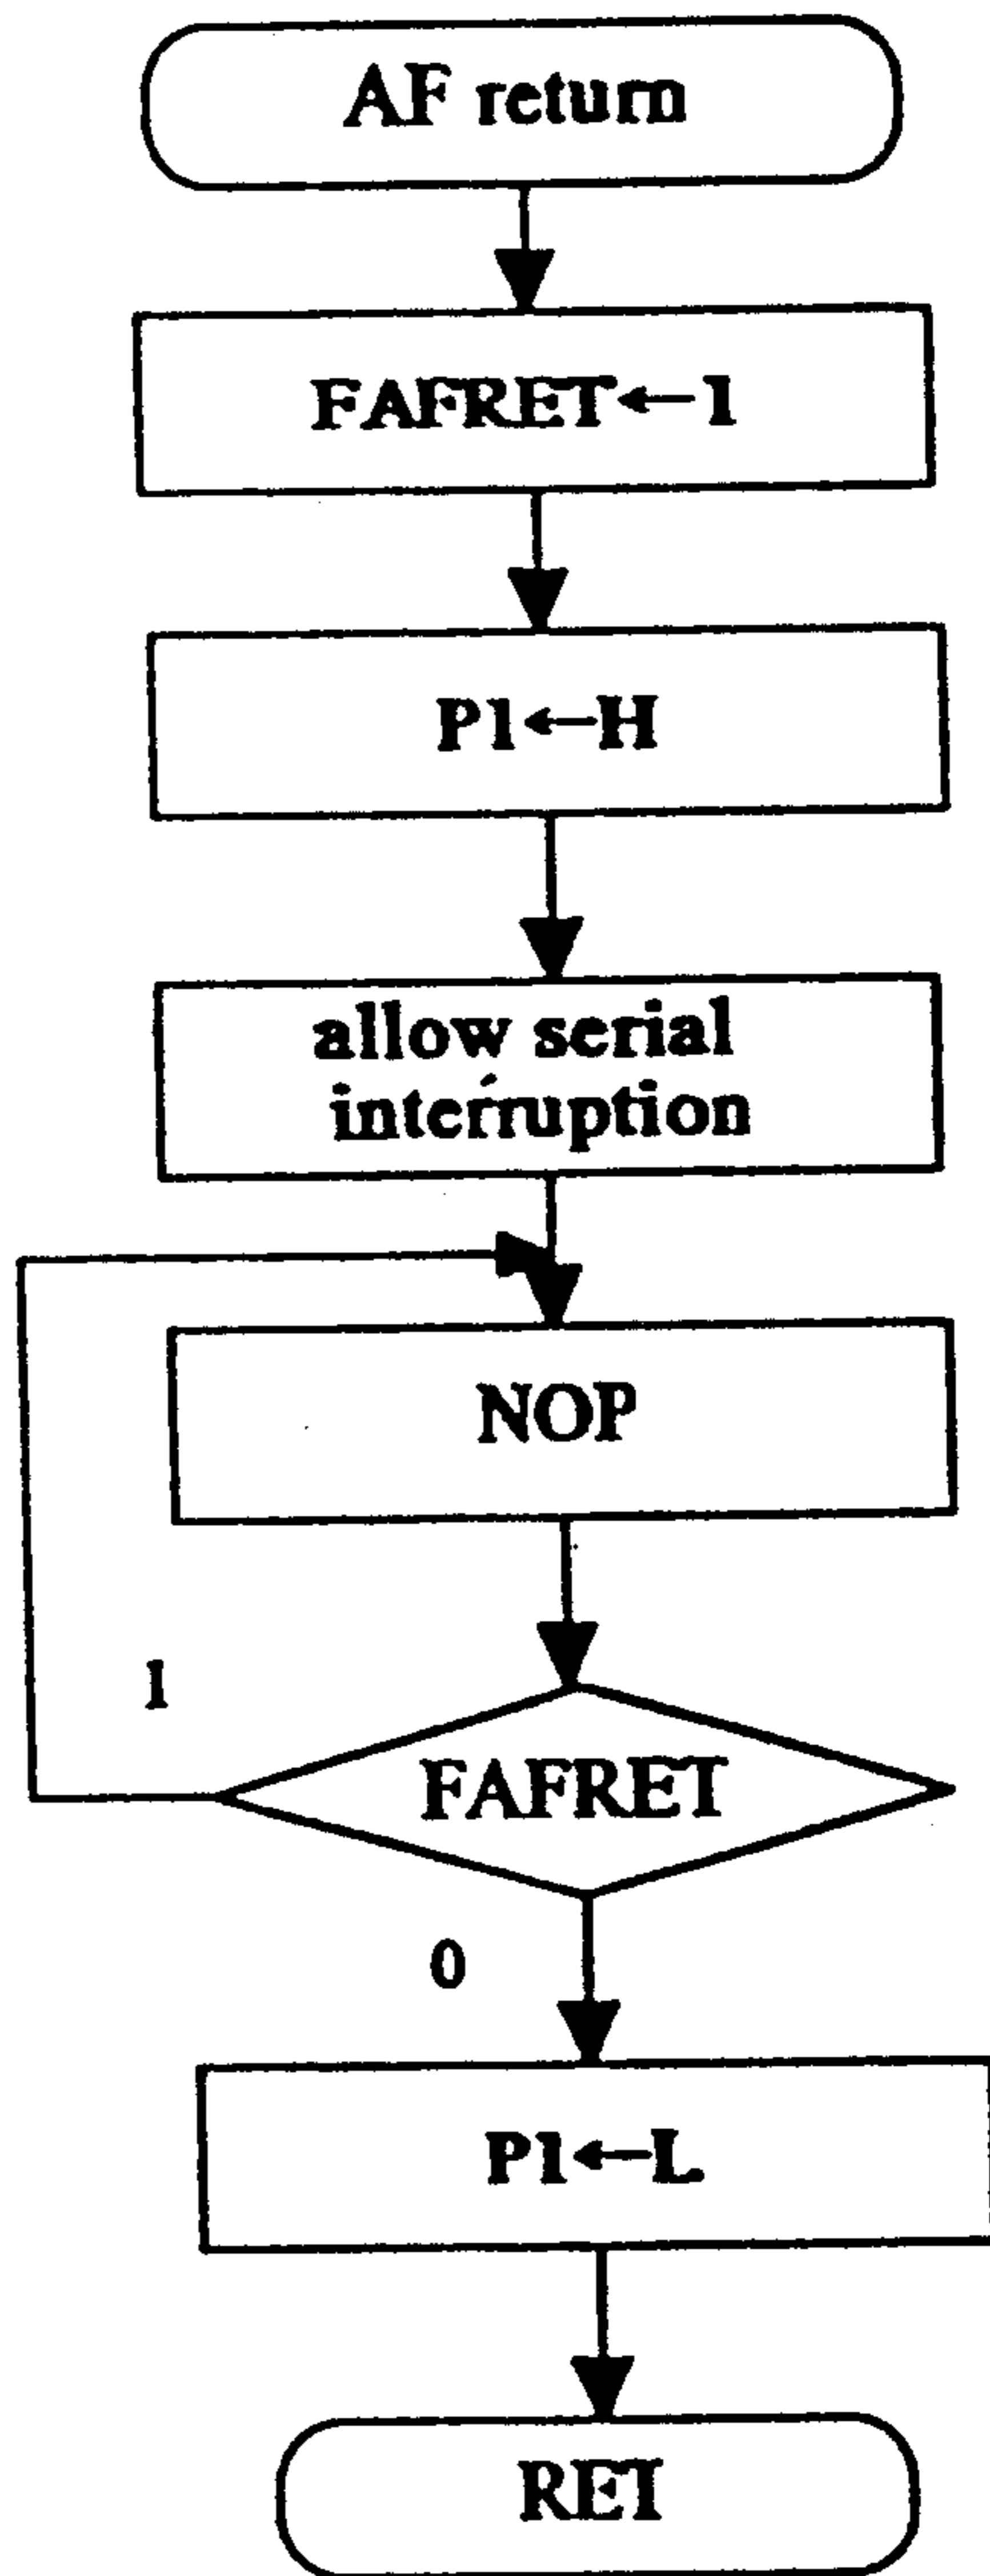 AF return
FAFRET←1
P1←H
allow serial
interruption
NOP
1
FAFRET
0
P1←L
RET